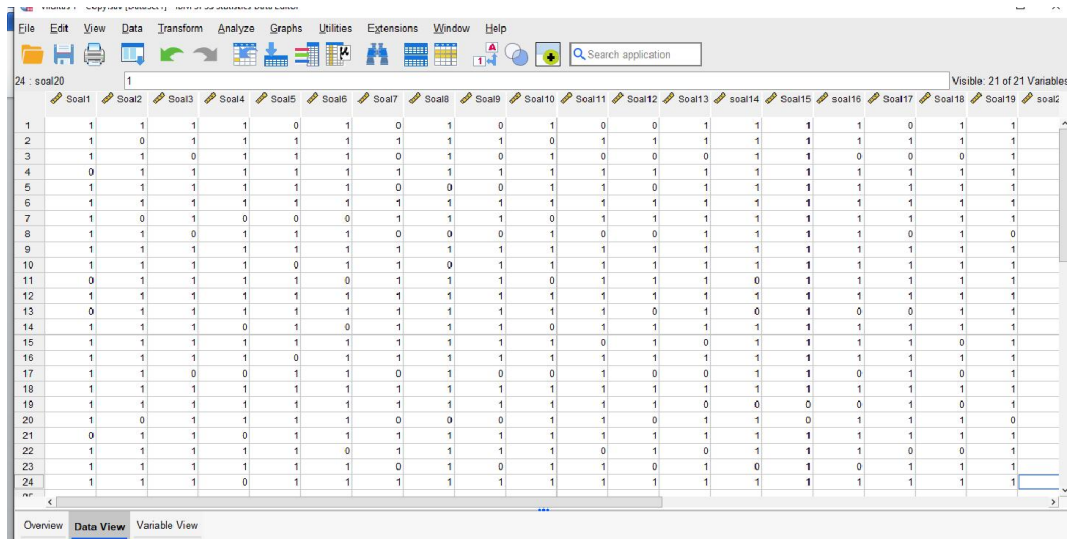 File Edit View Data Transform Analyze Graphs Utilities Extensions Window Help
Search application
24 : soal20 1 Visible: 21 of 21 Variables
Soal1 Soal2 Soal3 Soal4 Soal5 Soal6 Soal7 Soal8 Soal9 Soal10 Soal11 Soal12 Soal13 soal14 Soal15 soal16 Soal17 Soal18 Soal19
1 1 1 1 1 0 1 0 1 0 1 0 0 1 1 1 1 0 1 1
2 1 0 1 1 1 1 1 1 1 0 1 1 1 1 1 1 1 1 1
3 1 1 0 1 1 1 0 1 0 1 0 0 0 1 1 0 0 0 1
4 0 1 1 1 1 1 1 1 1 1 1 1 1 1 1 1 1 1 1
5 1 1 1 1 1 1 0 0 0 1 1 0 1 1 1 1 1 1 1
6 1 1 1 1 1 1 1 1 1 1 1 1 1 1 1 1 1 1 1
7 1 0 1 0 0 0 1 1 1 0 1 1 1 1 1 1 1 1 1
8 1 1 0 1 1 1 0 0 0 1 0 0 1 1 1 1 0 1 0
9 1 1 1 1 1 1 1 1 1 1 1 1 1 1 1 1 1 1 1
10 1 1 1 1 0 1 1 0 1 1 1 1 1 1 1 1 1 1 1
11 0 1 1 1 1 0 1 1 1 0 1 1 1 0 1 1 1 1 1
12 1 1 1 1 1 1 1 1 1 1 1 1 1 1 1 1 1 1 1
13 0 1 1 1 1 1 1 1 1 1 1 0 1 0 1 0 0 1 1
14 1 1 1 0 1 0 1 1 1 0 1 1 1 1 1 1 1 1 1
15 1 1 1 1 1 1 1 1 1 1 0 1 0 1 1 1 1 0 1
16 1 1 1 1 0 1 1 1 1 1 1 1 1 1 1 1 1 1 1
17 1 1 0 0 1 1 0 1 0 0 1 0 0 1 1 0 1 0 1
18 1 1 1 1 1 1 1 1 1 1 1 1 1 1 1 1 1 1 1
19 1 1 1 1 1 1 1 1 1 1 1 1 0 0 0 0 1 0 1
20 1 0 1 1 1 1 0 0 0 1 1 0 1 1 0 1 1 1 0
21 0 1 1 0 1 1 1 1 1 1 1 1 1 1 1 1 1 1 1
22 1 1 1 1 1 0 1 1 1 1 0 1 0 1 1 1 0 0 1
23 1 1 1 1 1 1 0 1 0 1 1 0 1 0 1 0 1 1 1
24 1 1 1 0 1 1 1 1 1 1 1 1 1 1 1 1 1 1 1
Overview Data View Variable View